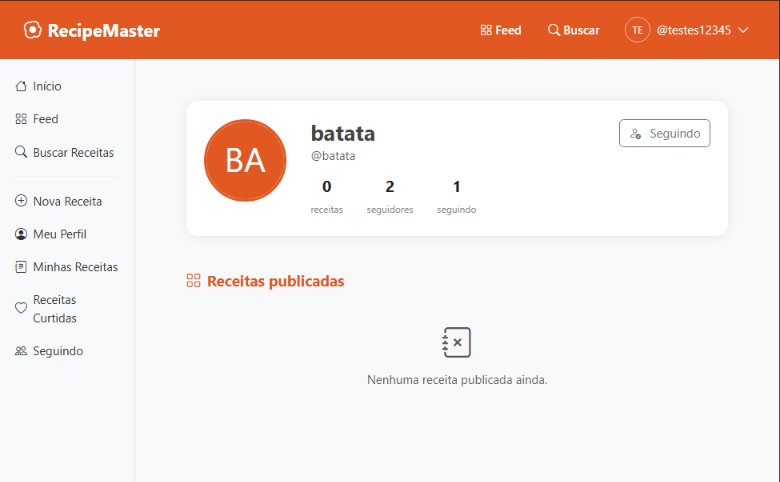 RecipeMaster
Feed
Buscar
TE
@testes12345
Início
Feed
Buscar Receitas
Nova Receita
Meu Perfil
Minhas Receitas
Receitas
Curtidas
Seguindo
BA
batata
@batata
Seguindo
0 2 1
receitas seguidores seguindo
Receitas publicadas
Nenhuma receita publicada ainda.